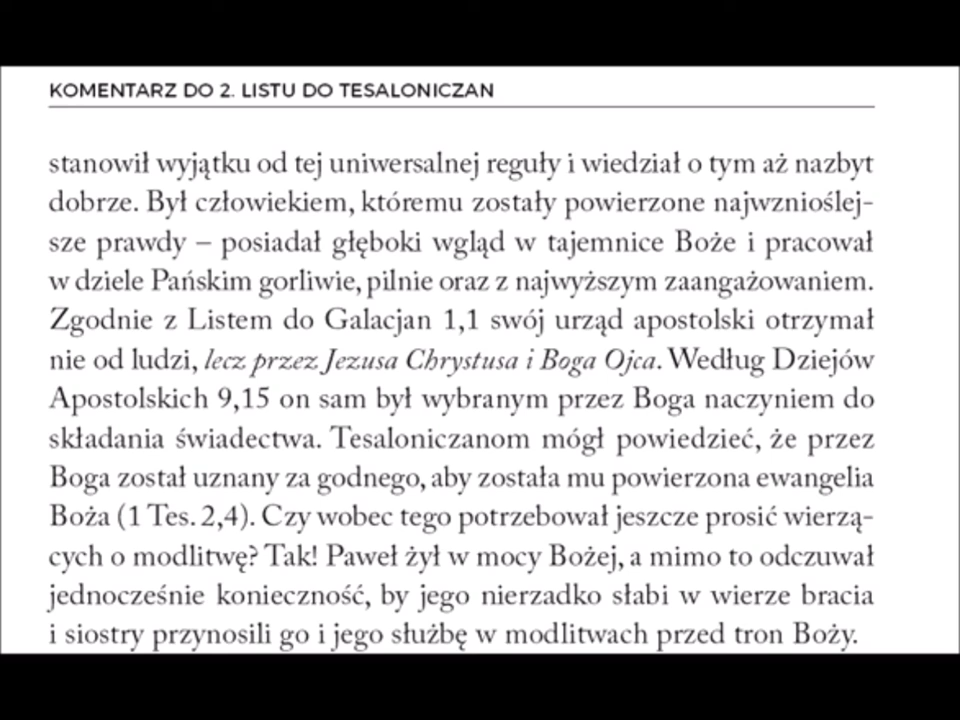 KOMENTARZ DO 2. LISTU DO TESALONICZAN
stanowił wyjątku od tej uniwersalnej reguły i wiedział o tym aż nazbyt
dobrze. Był człowiekiem, któremu zostały powierzone najwznioślej-
sze prawdy – posiadał głęboki wgląd w tajemnice Boże i pracował
w dziele Pańskim gorliwie, pilnie oraz z najwyższym zaangażowaniem.
Zgodnie z Listem do Galacjan 1,1 swój urząd apostolski otrzymał
nie od ludzi, lecz przez Jezusa Chrystusa i Boga Ojca. Według Dziejów
Apostolskich 9,15 on sam był wybranym przez Boga naczyniem do
składania świadectwa. Tesaloniczanom mógł powiedzieć, że przez
Boga został uznany za godnego, aby została mu powierzona ewangelia
Boża (1 Tes. 2,4). Czy wobec tego potrzebował jeszcze prosić wierzą-
cych o modlitwę? Tak! Paweł żył w mocy Bożej, a mimo to odczuwał
jednocześnie konieczność, by jego nierzadko słabi w wierze bracia
i siostry przynosili go i jego służbę w modlitwach przed tron Boży.